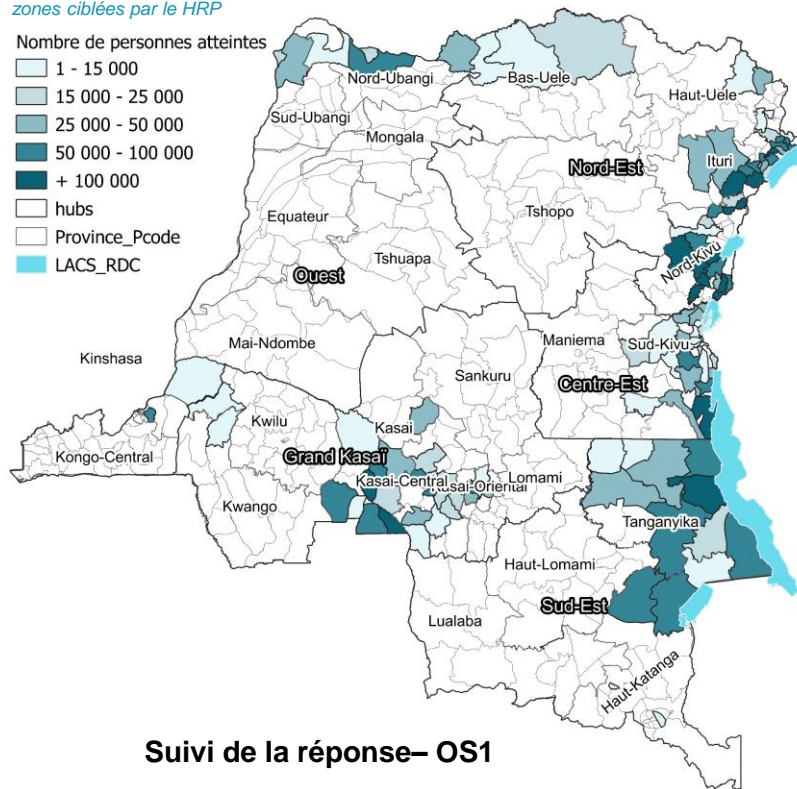 zones ciblées par le HRP
Nombre de personnes atteintes
1 - 15 000
15 000 - 25 000
25 000 - 50 000
50 000 - 100 000
+ 100 000
hubs
Province_Pcode
LACS_RDC
Nord-Ubangi
Bas-Uele
Haut-Uele
Sud-Ubangi
Mongala
Ituri
Nord-Est
Equateur
Tshopo
Tshuapa
Nord-Kivu
Ouest
Mai-Ndombe
Maniema
Sud-Kivu
Kinshasa
Sankuru
Centre-Est
Kwilu
Kasai
Kongo-Central
Grand Kasaï
Kasai-Central
Kasai-Oriental
Lomami
Kwango
Tanganyika
Haut-Lomami
Sud-Est
Lualaba
Haut-Katanga
Suivi de la réponse– OS1